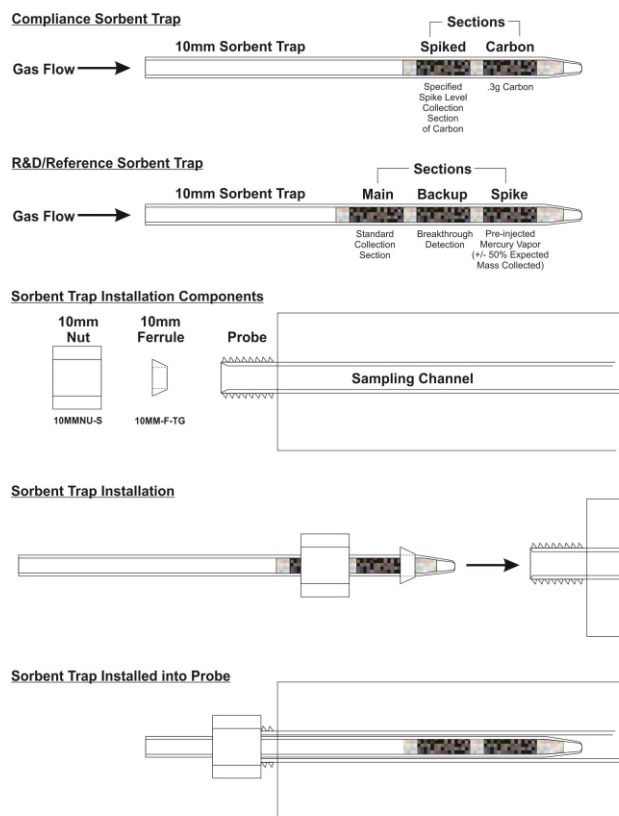 Compliance Sorbent Trap
Sections
10mm Sorbent Trap
Spiked
Carbon
Gas Flow
Specified
Spike Level
Collection
Section
of Carbon
.3g Carbon
R&D/Reference Sorbent Trap
Sections
10mm Sorbent Trap
Main
Backup
Spike
Gas Flow
Standard
Collection
Section
Breakthrough
Detection
Pre-injected
Mercury Vapor
(+/- 50% Expected
Mass Collected)
Sorbent Trap Installation Components
10mm
Nut
10mm
Ferrule
Probe
Sampling Channel
10MMNU-S
10MM-F-TG
Sorbent Trap Installation
Sorbent Trap Installed into Probe